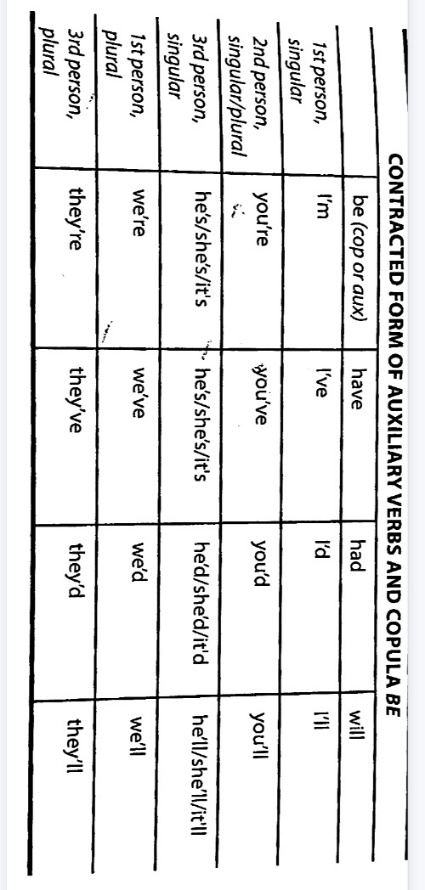 CONTRACTED FORM OF AUXILIARY VERBS AND COPULA BE
be (cop or aux) have had will
1st person, singular I'm I've I'd I'll
2nd person, singular/plural you're you've you'd you'll
3rd person, singular he's/she's/it's he's/she's/it's he'd/she'd/it'd he'll/she'll/it'll
1st person, plural we're we've we'd we'll
3rd person, plural they're they've they'd they'll